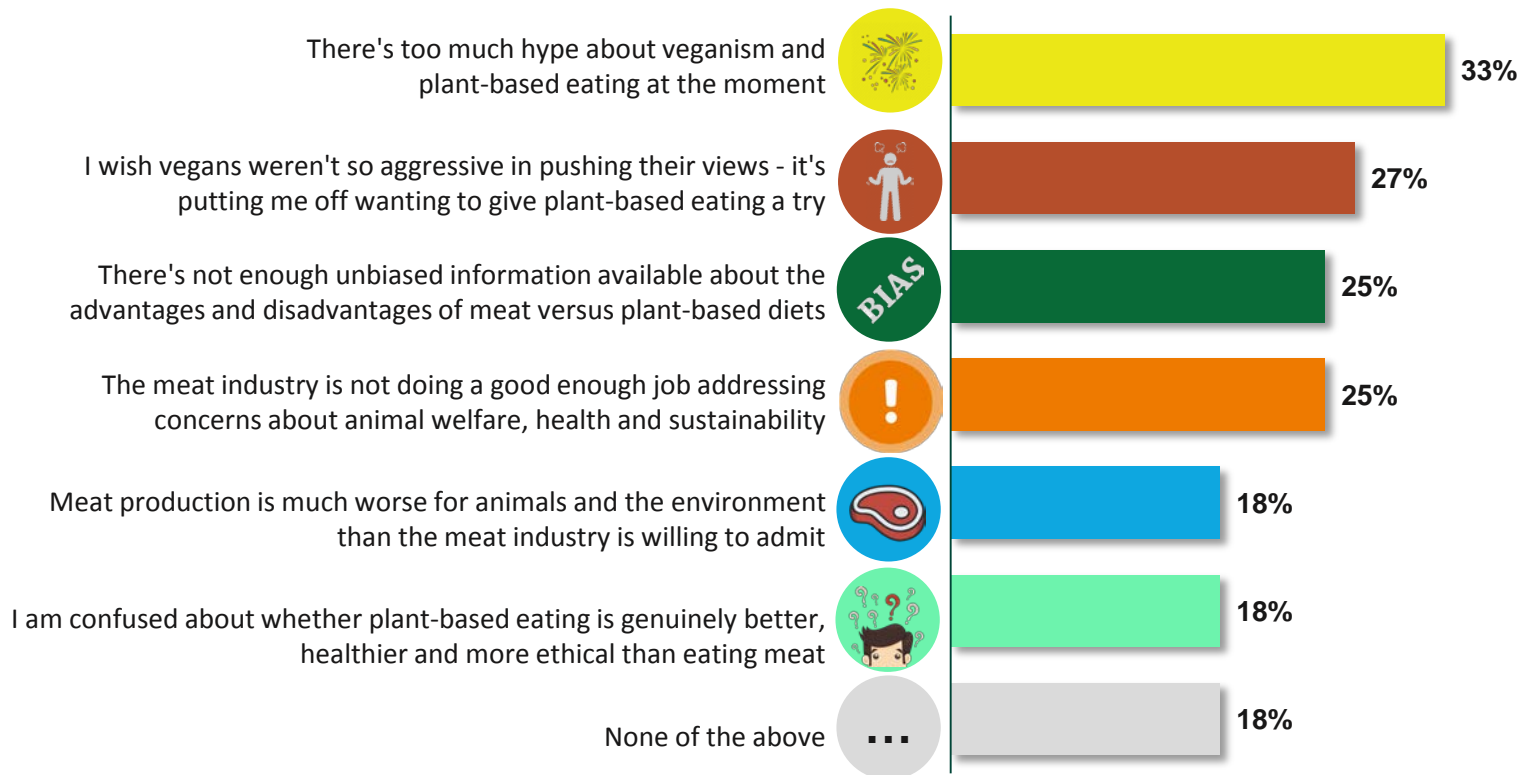 There's too much hype about veganism and
plant-based eating at the moment
33%
I wish vegans weren't so aggressive in pushing their views - it's
putting me off wanting to give plant-based eating a try
27%
There's not enough unbiased information available about the
advantages and disadvantages of meat versus plant-based diets
BIAS
25%
The meat industry is not doing a good enough job addressing
concerns about animal welfare, health and sustainability
!
25%
Meat production is much worse for animals and the environment
than the meat industry is willing to admit
18%
I am confused about whether plant-based eating is genuinely better,
healthier and more ethical than eating meat
18%
None of the above
...
18%